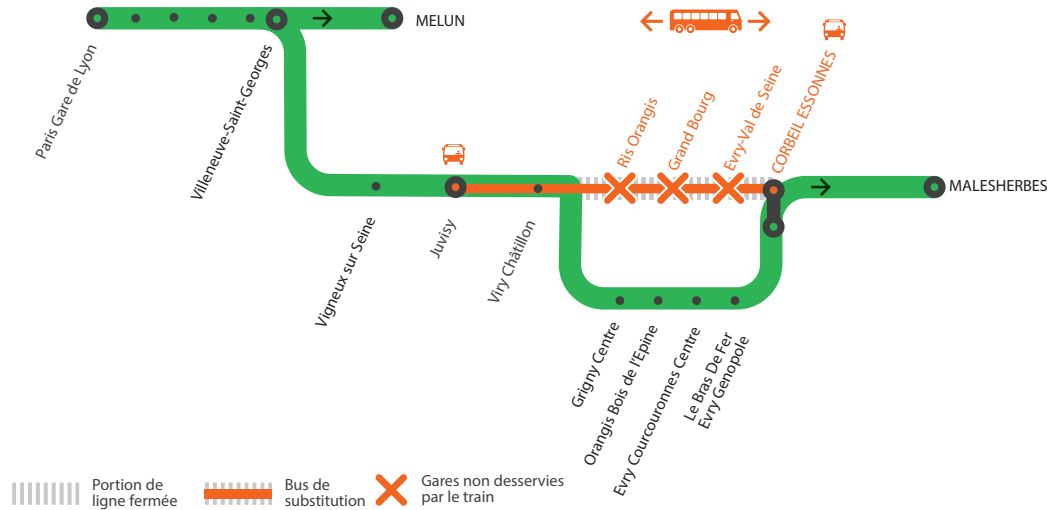 MELUN
Paris Gare de Lyon
Villeneuve-Saint-Georges
Ris Orangis
Grand Bourg
Evry-Val de Seine
CORBEIL ESSONNES
MALESHERBES
Vigneux sur Seine
Juvisy
Viry Châtillon
Grigny Centre
Orangis Bois de l'Epine
Evry Courcouronnes Centre
Le Bras De Fer
Evry Genopole
Portion de
ligne fermée
Bus de
substitution
Gares non desservies
par le train